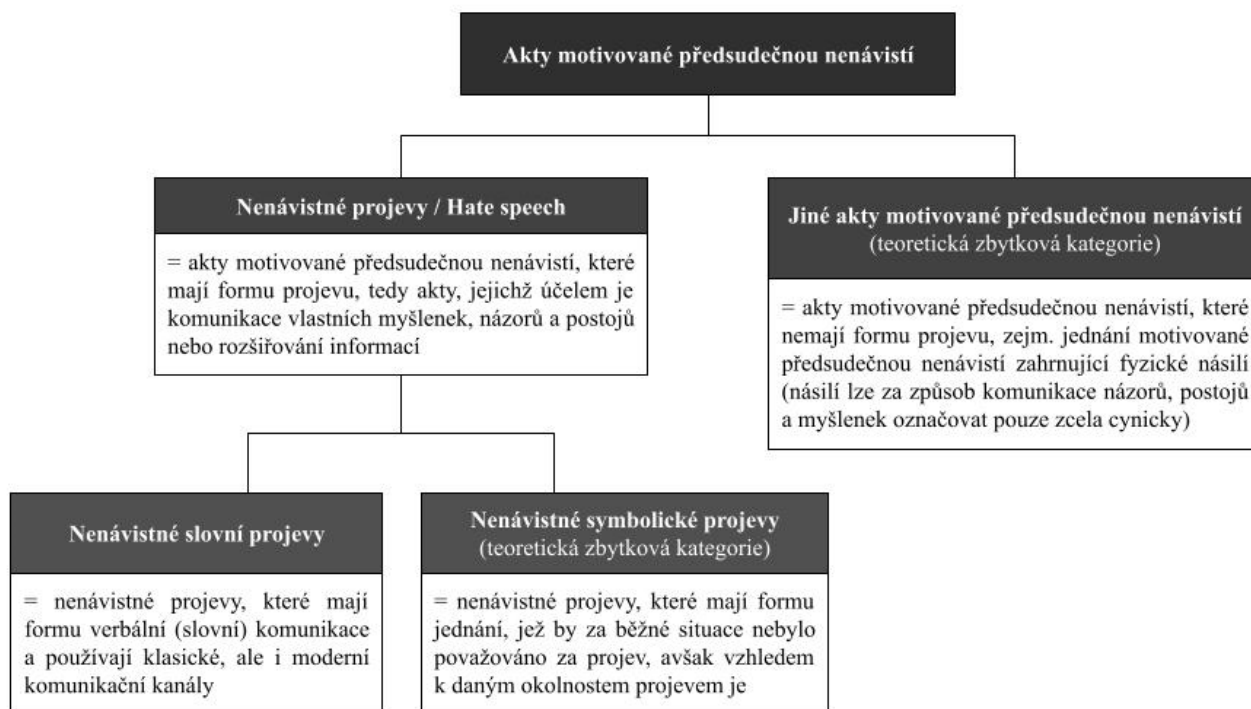 Akty motivované předsudečnou nenávistí
Nenávistné projevy / Hate speech
= akty motivované předsudečnou nenávistí, které
mají formu projevu, tedy akty, jejichž účelem je
komunikace vlastních myšlenek, názorů a postojů
nebo rozšiřování informací
Jiné akty motivované předsudečnou nenávistí
(teoretická zbytková kategorie)
= akty motivované předsudečnou nenávistí, které
nemají formu projevu, zejm. jednání motivované
předsudečnou nenávistí zahrnující fyzické násilí
(násilí lze za způsob komunikace názorů, postojů
a myšlenek označovat pouze zcela cynicky)
Nenávistné slovní projevy
= nenávistné projevy, které mají
formu verbální (slovní) komunikace
a používají klasické, ale i moderní
komunikační kanály
Nenávistné symbolické projevy
(teoretická zbytková kategorie)
= nenávistné projevy, které mají formu
jednání, jež by za běžné situace nebylo
považováno za projev, avšak vzhledem
k daným okolnostem projevem je